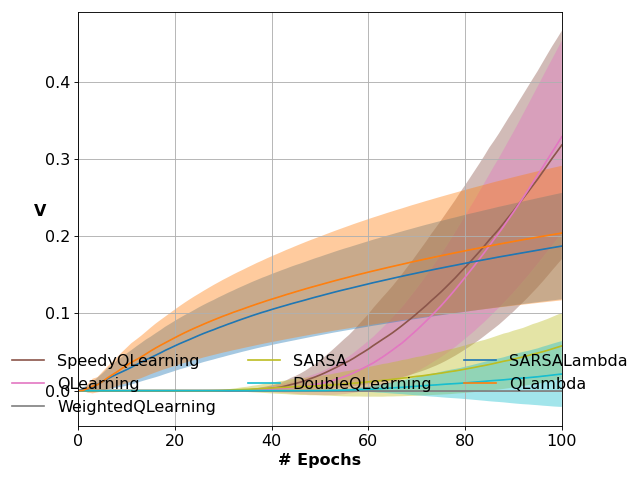 0.4
0.3
V
0.2
0.1
SpeedyQLearning SARSA SARSALambda
0.0 QLearning DoubleQLearning QLambda
WeightedQLearning
0 20 40 60 80 100
# Epochs